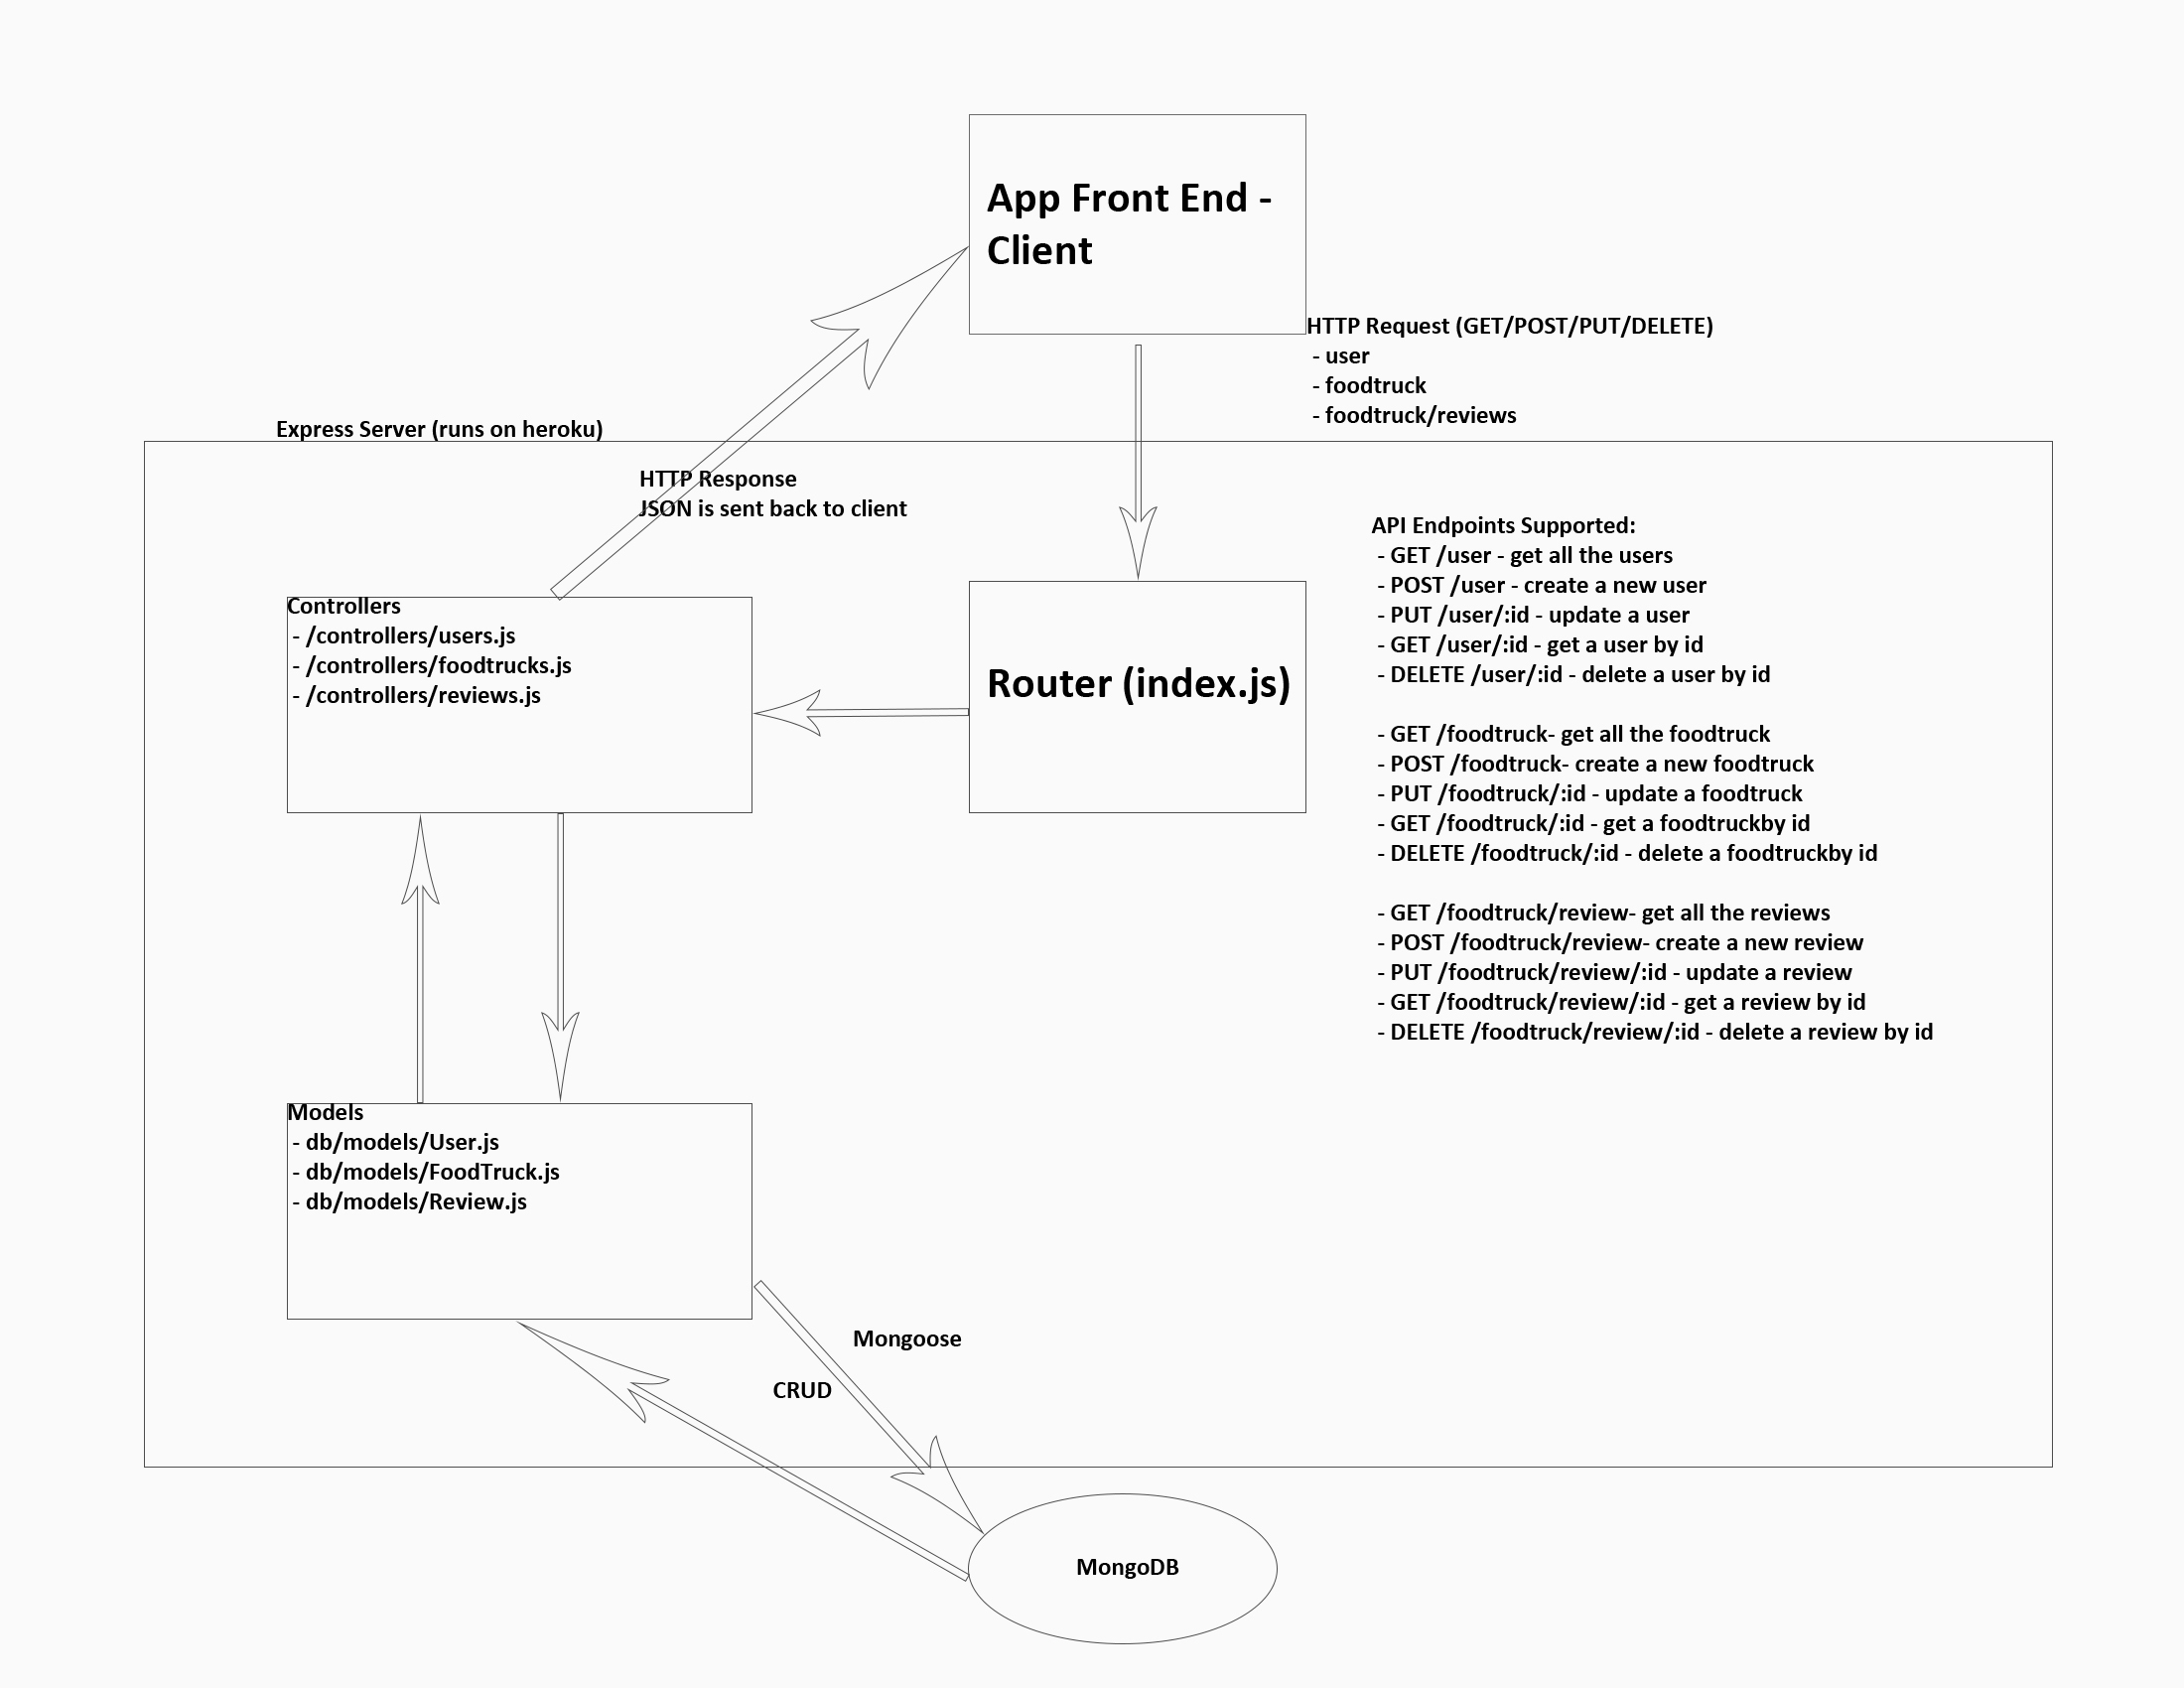 App Front End -
Client
HTTP Request (GET/POST/PUT/DELETE)
- user
- foodtruck
- foodtruck/reviews
Express Server (runs on heroku)
HTTP Response
JSON is sent back to client
API Endpoints Supported:
- GET /user - get all the users
- POST /user - create a new user
- PUT /user/:id - update a user
- GET /user/:id - get a user by id
- DELETE /user/:id - delete a user by id
- GET /foodtruck- get all the foodtruck
- POST /foodtruck- create a new foodtruck
- PUT /foodtruck/:id - update a foodtruck
- GET /foodtruck/:id - get a foodtruckby id
- DELETE /foodtruck/:id - delete a foodtruckby id
- GET /foodtruck/review- get all the reviews
- POST /foodtruck/review- create a new review
- PUT /foodtruck/review/:id - update a review
- GET /foodtruck/review/:id - get a review by id
- DELETE /foodtruck/review/:id - delete a review by id
Controllers
- /controllers/users.js
- /controllers/foodtrucks.js
- /controllers/reviews.js
Router (index.js)
Models
- db/models/User.js
- db/models/FoodTruck.js
- db/models/Review.js
Mongoose
CRUD
MongoDB